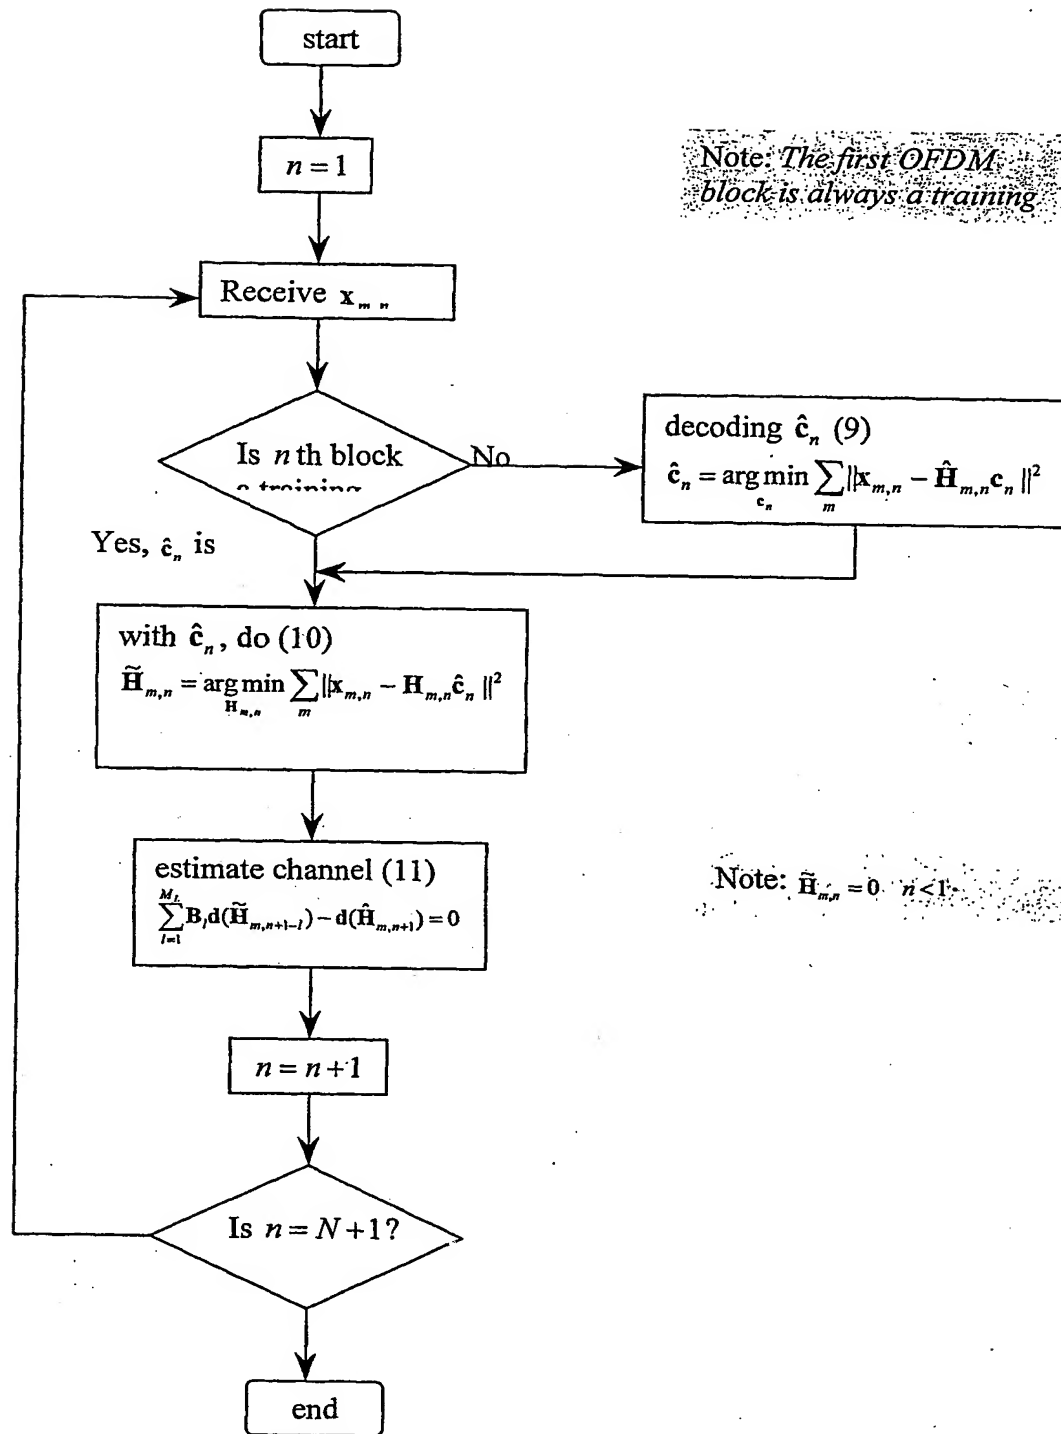 start
n = 1
Note: The first OFDM
block is always a training
Receive x_{m n}
Is n th block
No
decoding ĉ_n (9)
ĉ_n = arg min_{c_n} ∑_m ||x_{m,n} − Ĥ_{m,n} c_n ||²
Yes, ĉ_n is
with ĉ_n, do (10)
H̃_{m,n} = arg min_{H_{m,n}} ∑_m ||x_{m,n} − H_{m,n} ĉ_n ||²
estimate channel (11)
∑_{l=1}^{M_L} B_l d(H̃_{m,n+1−l}) − d(Ĥ_{m,n+1}) = 0
Note: H̃_{m,n} = 0 n < 1
n = n + 1
Is n = N + 1?
end